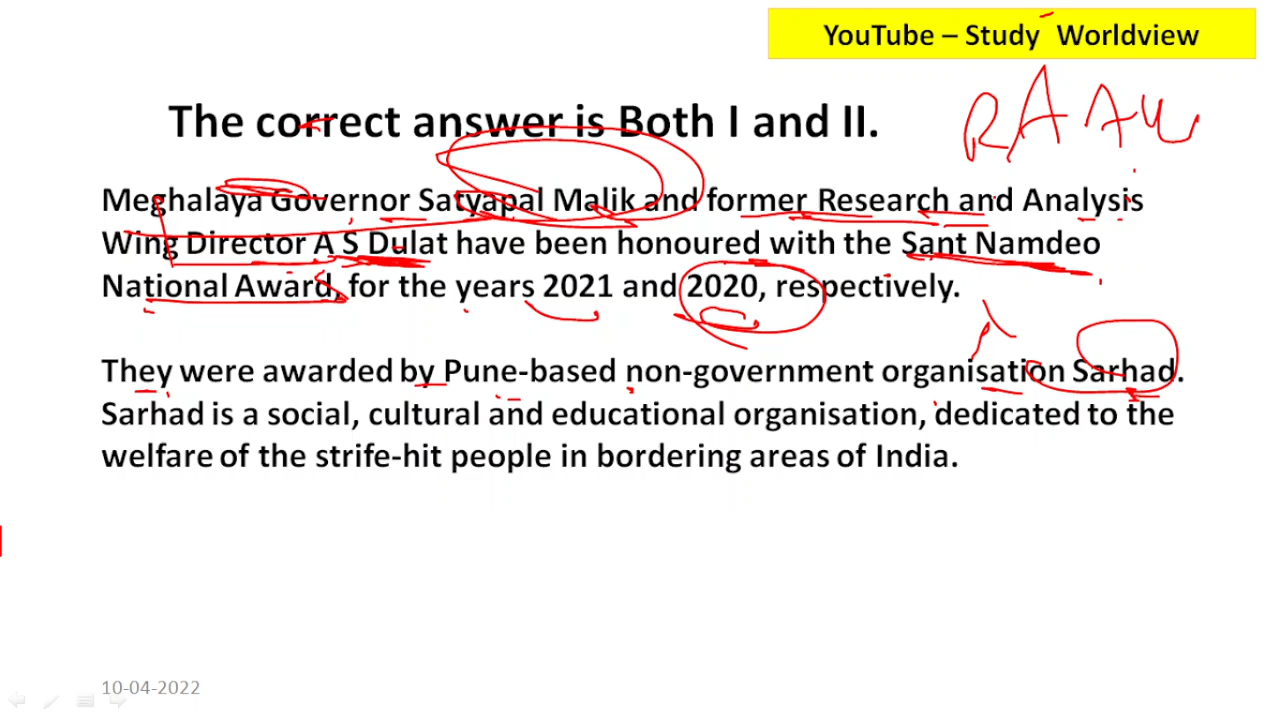 YouTube – Study Worldview
The correct answer is Both I and II.
RAAW
Meghalaya Governor Satyapal Malik and former Research and Analysis
Wing Director A S Dulat have been honoured with the Sant Namdeo
National Award, for the years 2021 and 2020, respectively.
They were awarded by Pune-based non-government organisation Sarhad.
Sarhad is a social, cultural and educational organisation, dedicated to the
welfare of the strife-hit people in bordering areas of India.
10-04-2022